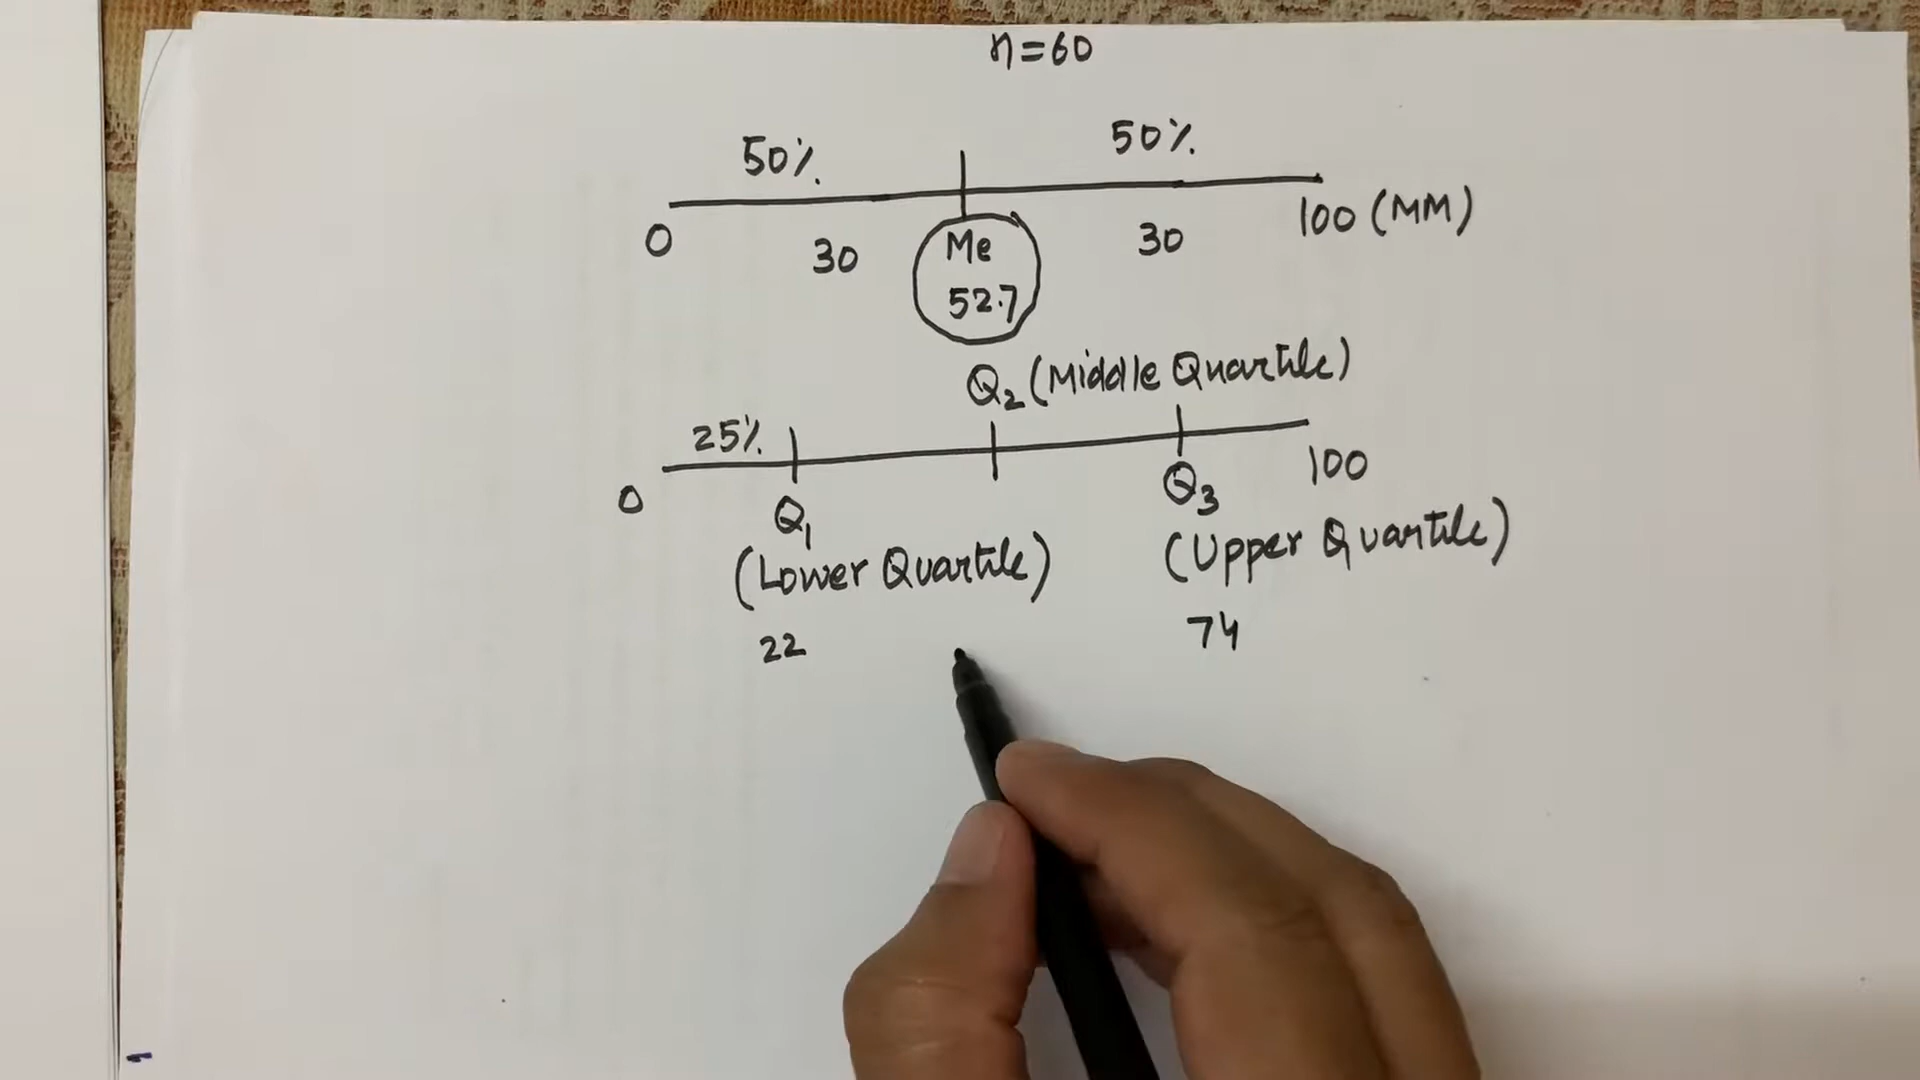 n=60
50% 50%
0 30 Me 30 100 (MM)
52.7
Q2 (Middle Quartile)
25%
0 Q1 Q3 100
(Lower Quartile) (Upper Quartile)
22 74